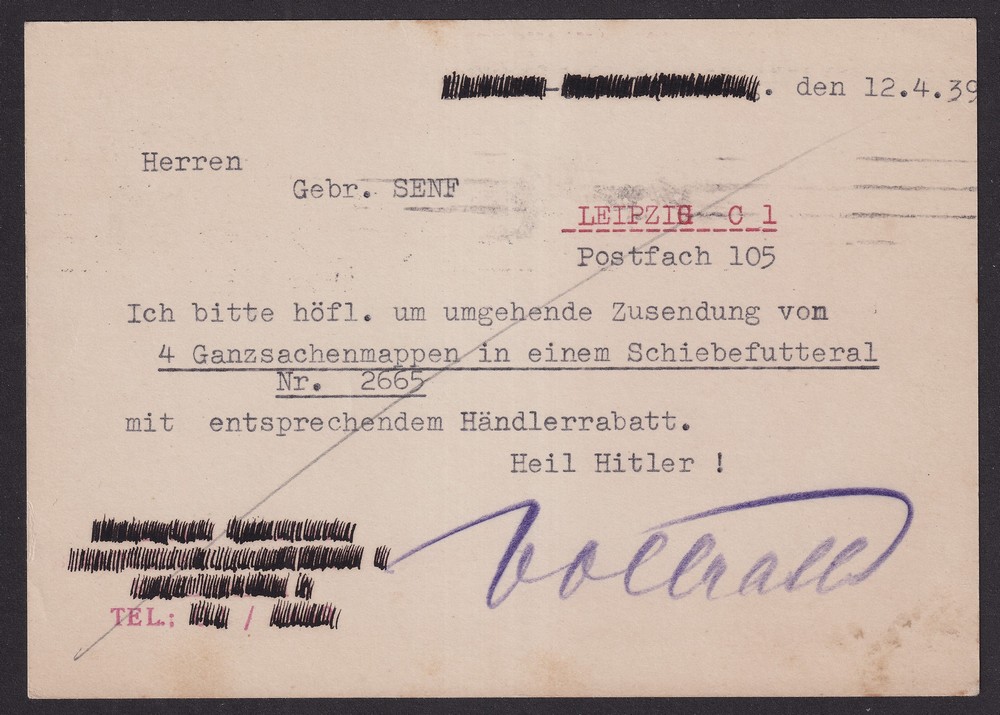 . den 12.4.39
Herren
Gebr. SENF
LEIPZIG C 1
Postfach 105
Ich bitte höfl. um umgehende Zusendung von
4 Ganzsachenmappen in einem Schiebefutteral
Nr. 2665
mit entsprechendem Händlerrabatt.
Heil Hitler !
TEL.: /